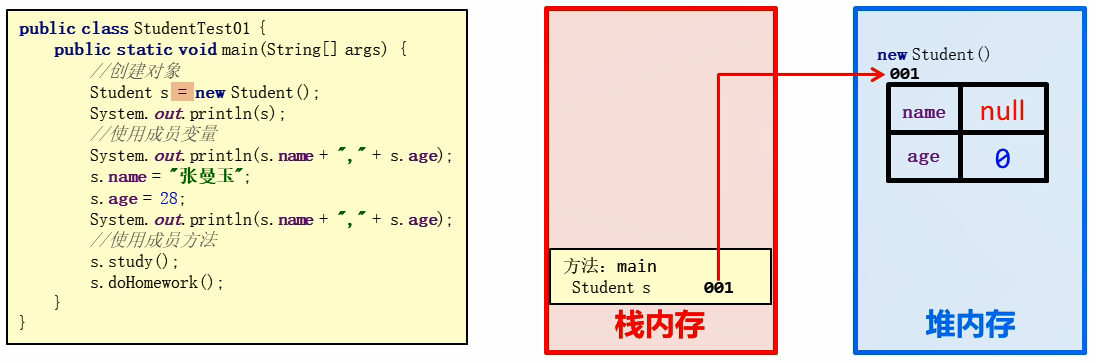 public class StudentTest01 {
public static void main(String[] args) {
//创建对象
Student s = new Student();
System.out.println(s);
//使用成员变量
System.out.println(s.name + "," + s.age);
s.name = "张曼玉";
s.age = 28;
System.out.println(s.name + "," + s.age);
//使用成员方法
s.study();
s.doHomework();
}
}
方法: main
Student s 001
栈内存
new Student()
001
name null
age 0
堆内存